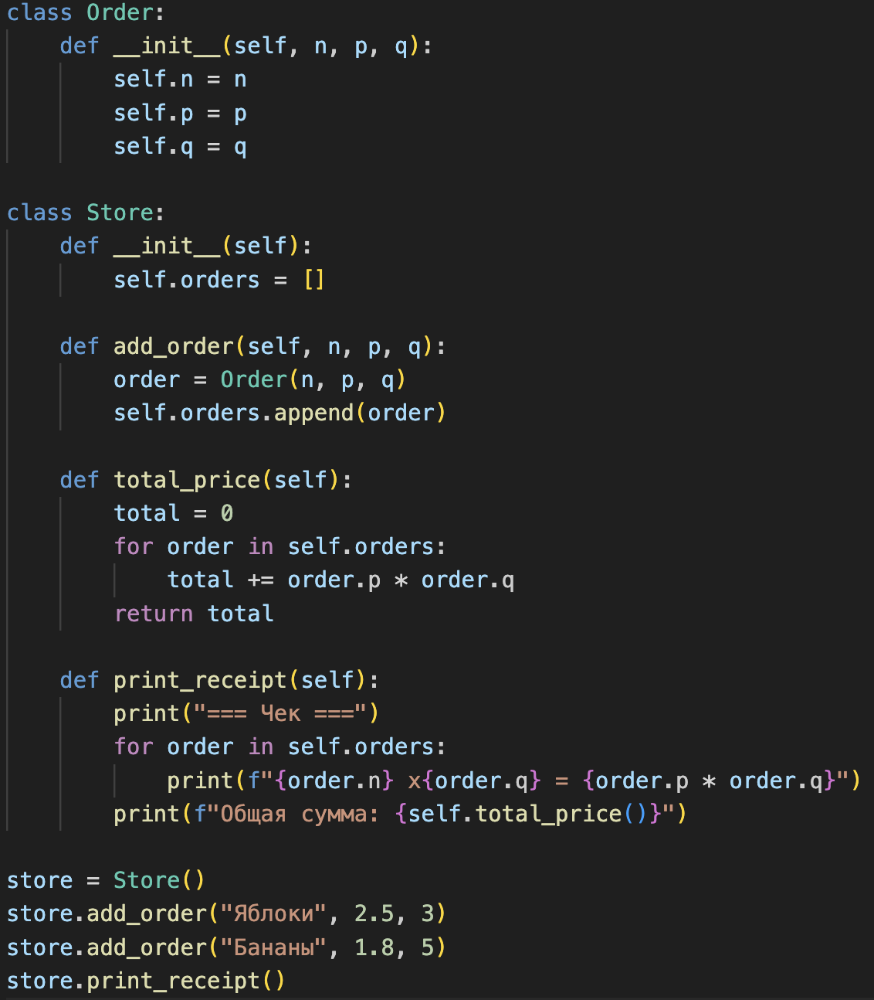 class Order:
    def __init__(self, n, p, q):
        self.n = n
        self.p = p
        self.q = q

class Store:
    def __init__(self):
        self.orders = []

    def add_order(self, n, p, q):
        order = Order(n, p, q)
        self.orders.append(order)

    def total_price(self):
        total = 0
        for order in self.orders:
            total += order.p * order.q
        return total

    def print_receipt(self):
        print("=== Чек ===")
        for order in self.orders:
            print(f"{order.n} x{order.q} = {order.p * order.q}")
        print(f"Общая сумма: {self.total_price()}")

store = Store()
store.add_order("Яблоки", 2.5, 3)
store.add_order("Бананы", 1.8, 5)
store.print_receipt()